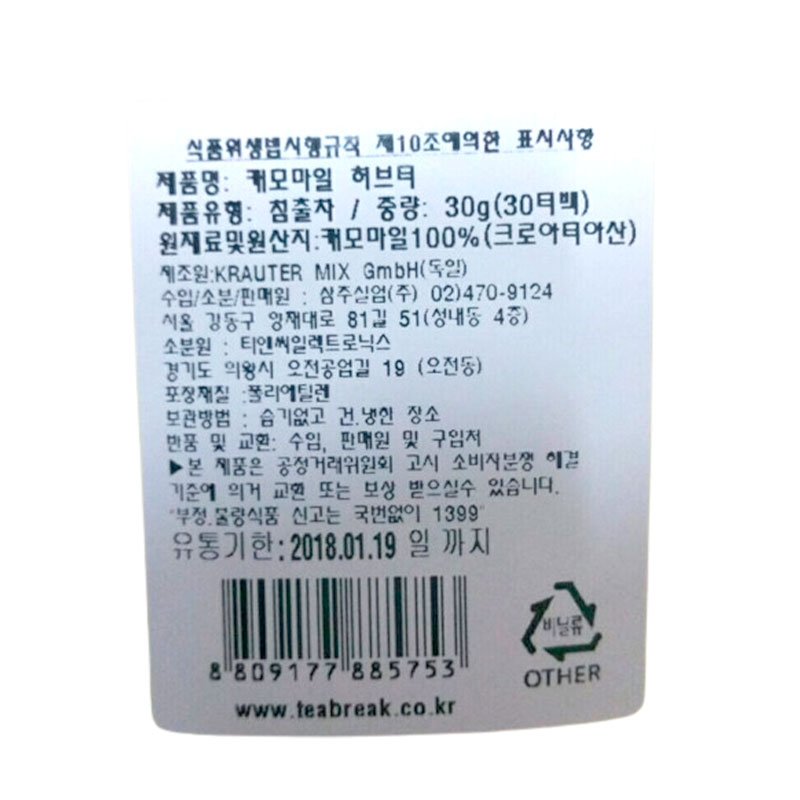 식품위생법시행규칙 제10조에의한 표시사항
제품명: 캐모마일 허브티
제품유형: 침출차 / 중량: 30g(30티백)
원재료및원산지:캐모마일100%(크로아티아산)
제조원:KRAUTER MIX GmbH(독일)
수입/소분/판매원 : 삼주실업(주) 02)470-9124
서울 강동구 양재대로 81길 51(성내동 4층)
소분원 : 티앤씨일렉트로닉스
경기도 의왕시 오전공업길 19 (오전동)
포장재질 :폴리에틸렌
보관방법 : 습기없고 건.냉한 장소
반품 및 교환: 수입, 판매원 및 구입처
▶본 제품은 공정거래위원회 고시 소비자분쟁 해결
기준에 의거 교환 또는 보상 받으실수 있습니다.
"부정.불량식품 신고는 국번없이 1399"
유통기한: 2018.01.19 일 까지
8 809177 885753
비닐류
OTHER
www.teabreak.co.kr